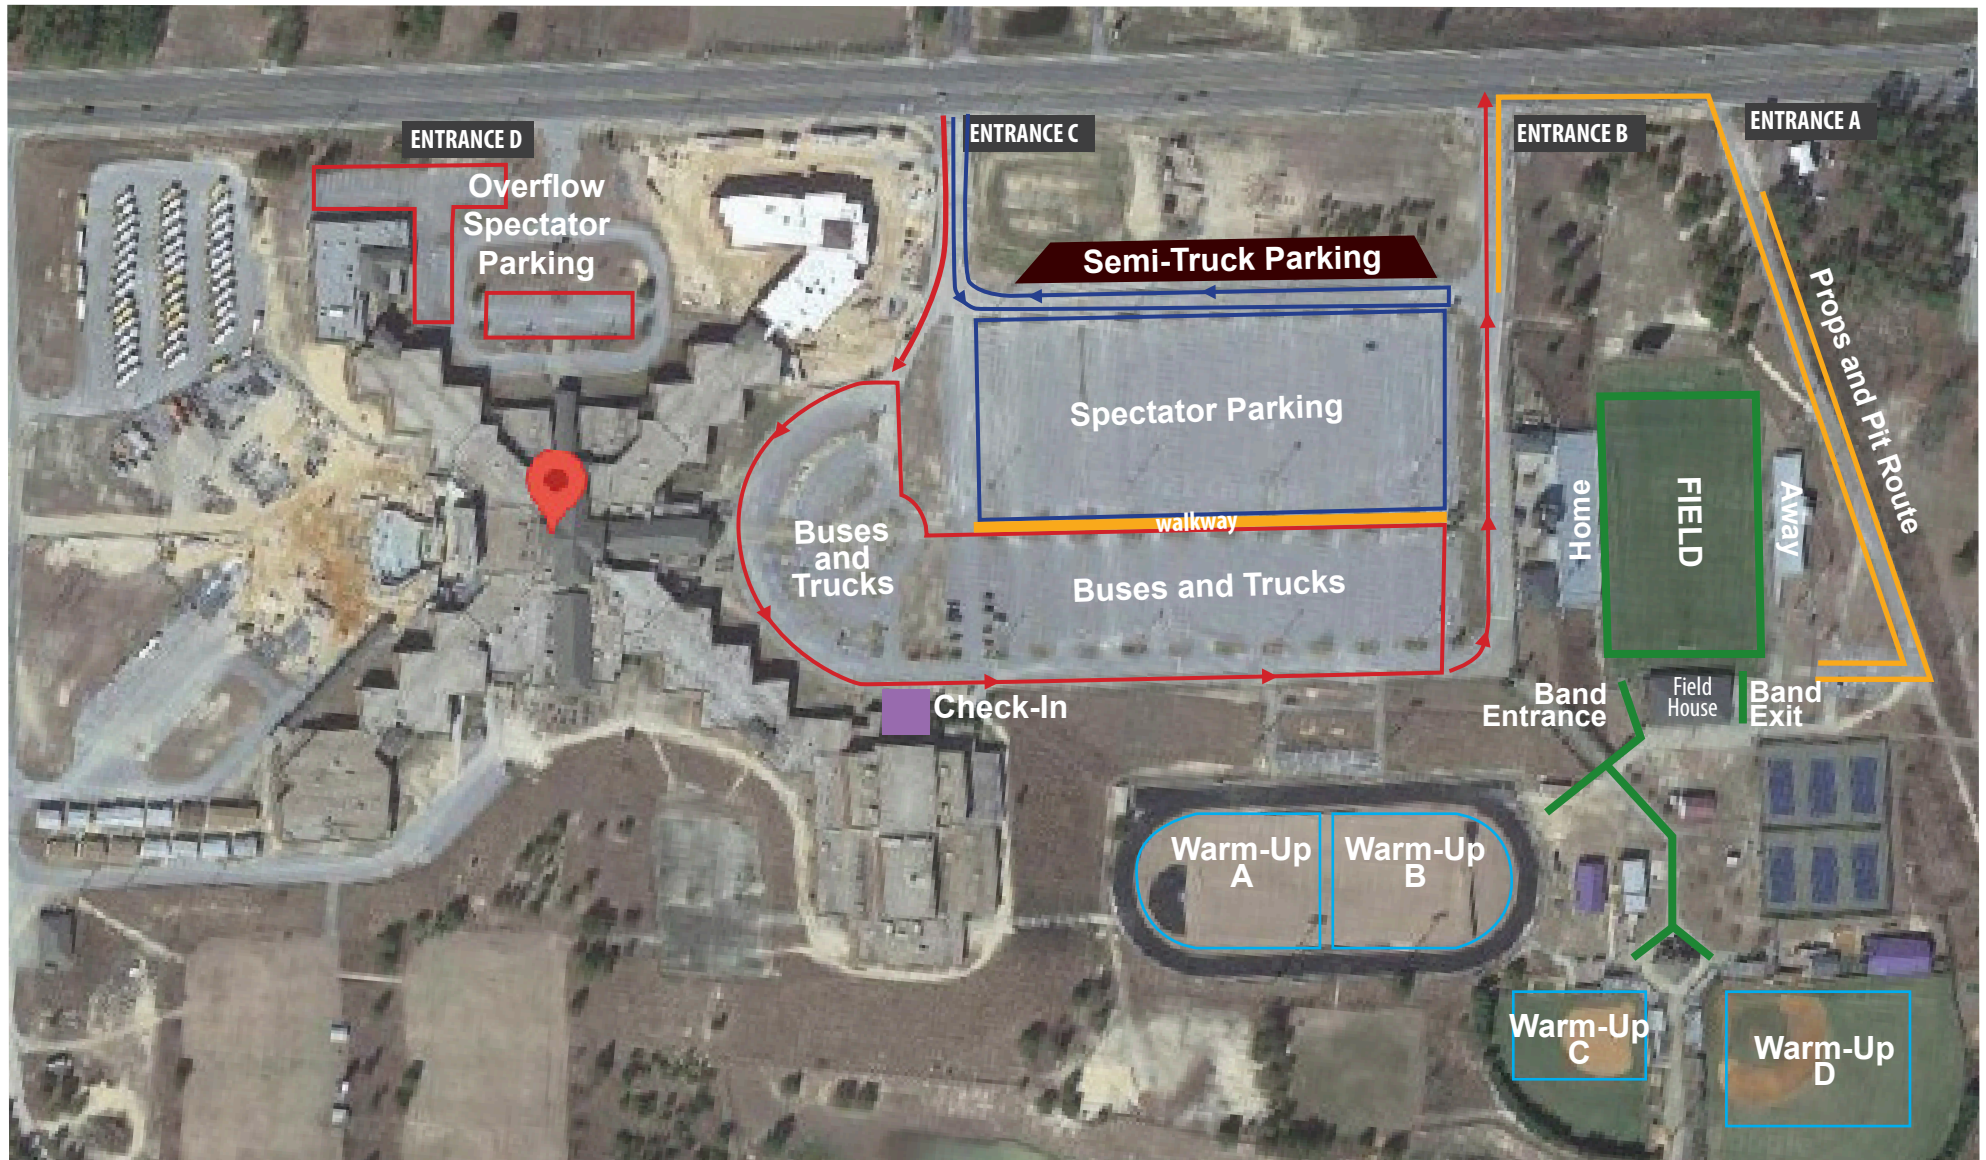 ENTRANCE D
ENTRANCE C
ENTRANCE B
ENTRANCE A
Overflow
Spectator
Parking
Semi-Truck Parking
Props and Pit Route
Spectator Parking
walkway
Buses
and
Trucks
Buses and Trucks
Home
FIELD
Away
Check-In
Band
Entrance
Field
House
Band
Exit
Warm-Up
A
Warm-Up
B
Warm-Up
C
Warm-Up
D